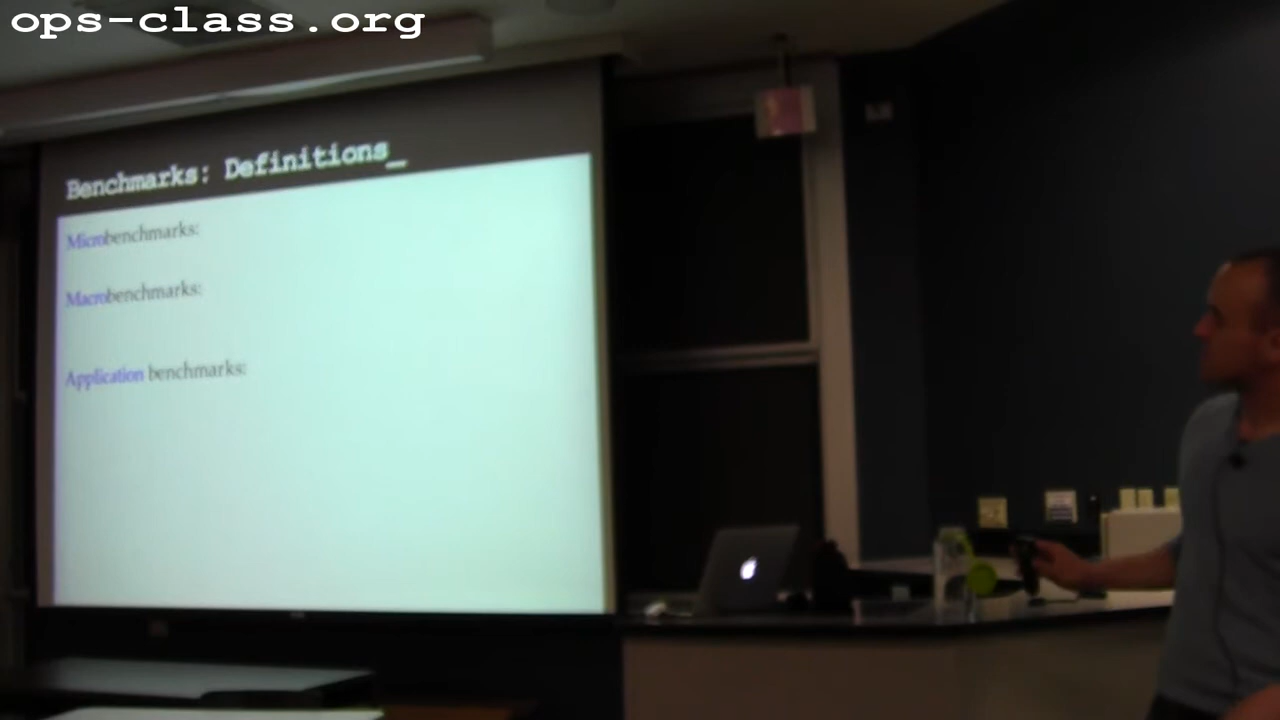 ops-class.org
Benchmarks: Definitions_
Microbenchmarks:
Macrobenchmarks:
Application benchmarks: